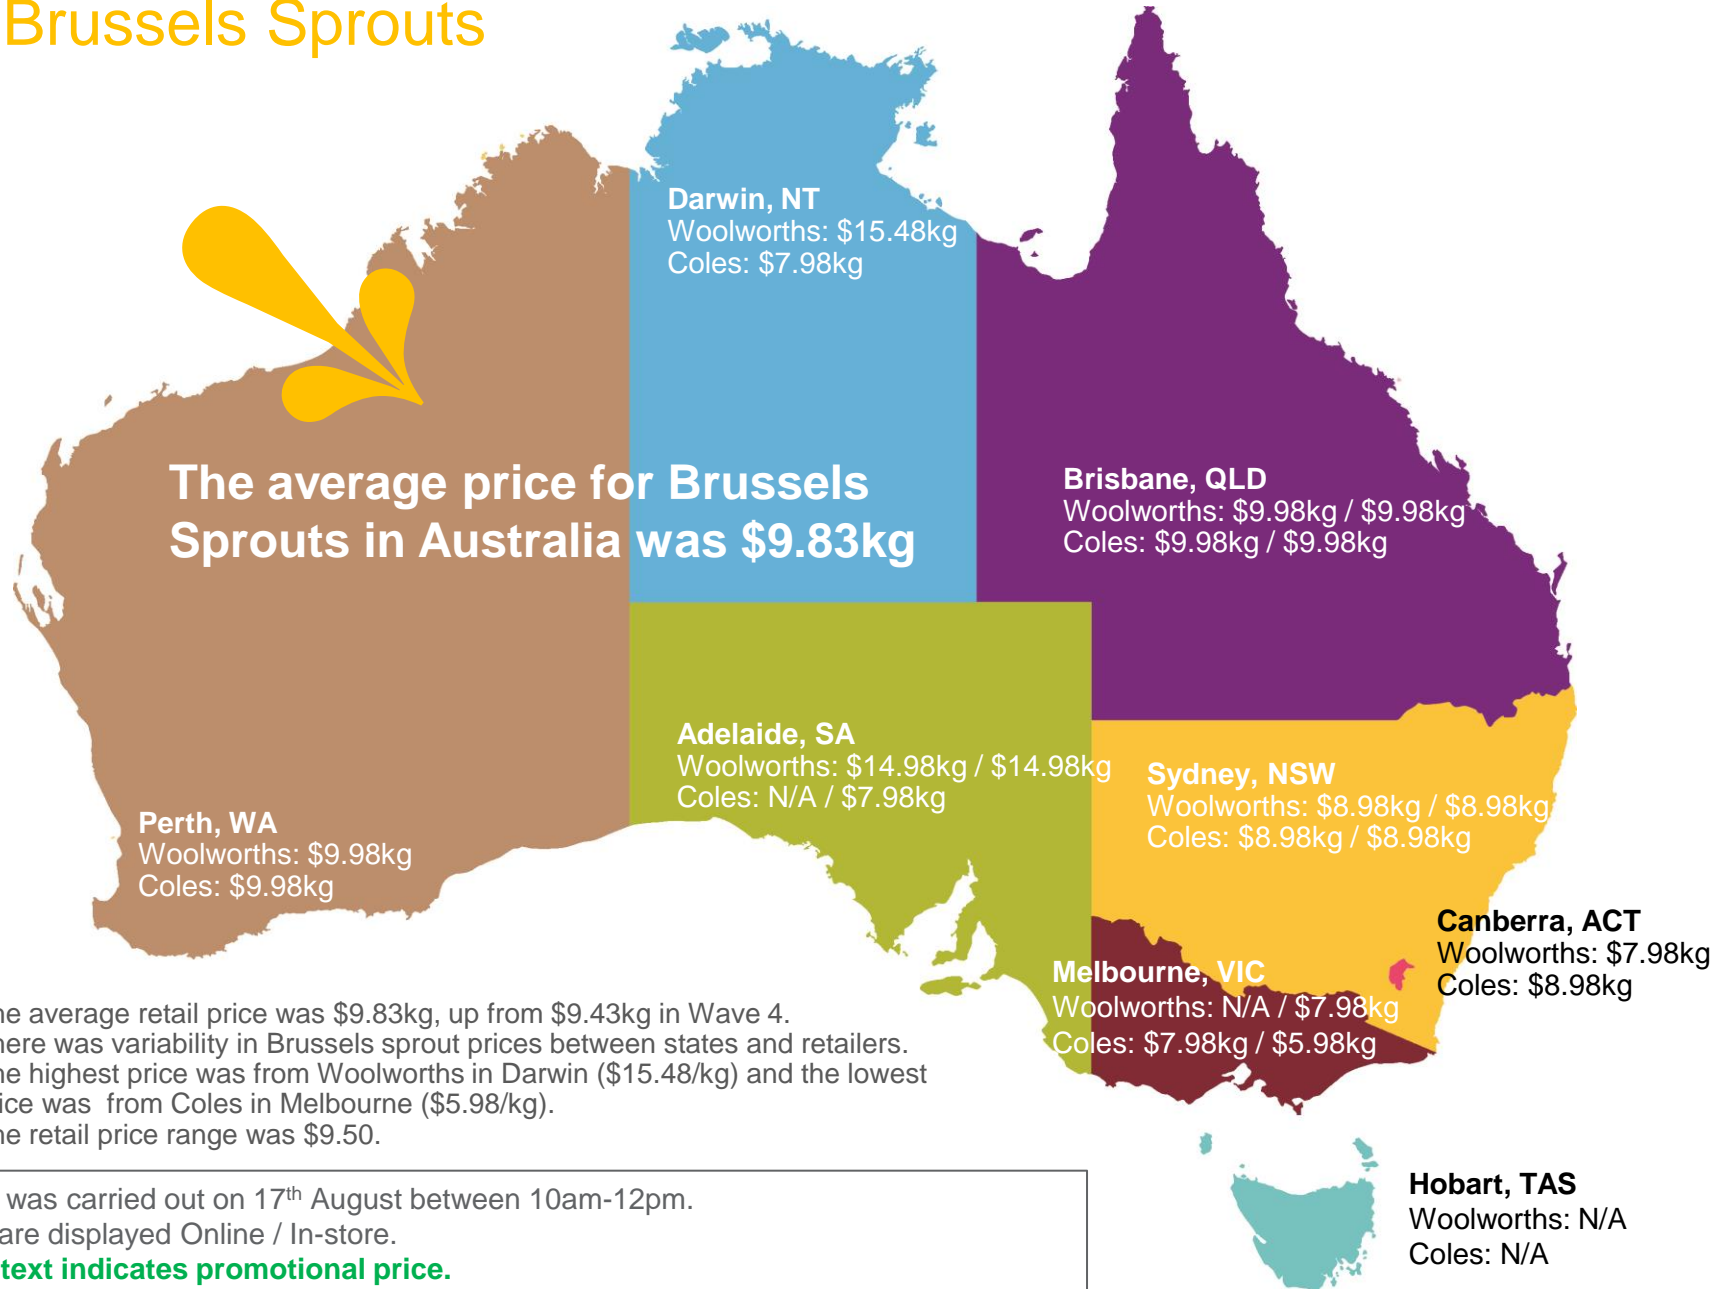 Brussels Sprouts
Darwin, NT
Woolworths: $15.48kg
Coles: $7.98kg
The average price for Brussels
Sprouts in Australia was $9.83kg
Brisbane, QLD
Woolworths: $9.98kg / $9.98kg
Coles: $9.98kg / $9.98kg
Adelaide, SA
Woolworths: $14.98kg / $14.98kg
Coles: N/A / $7.98kg
Sydney, NSW
Woolworths: $8.98kg / $8.98kg
Coles: $8.98kg / $8.98kg
Perth, WA
Woolworths: $9.98kg
Coles: $9.98kg
Canberra, ACT
Woolworths: $7.98kg
Coles: $8.98kg
Melbourne, VIC
Woolworths: N/A / $7.98kg
Coles: $7.98kg / $5.98kg
he average retail price was $9.83kg, up from $9.43kg in Wave 4.
here was variability in Brussels sprout prices between states and retailers.
he highest price was from Woolworths in Darwin ($15.48/kg) and the lowest
rice was from Coles in Melbourne ($5.98/kg).
he retail price range was $9.50.
was carried out on 17th August between 10am-12pm.
are displayed Online / In-store.
text indicates promotional price.
Hobart, TAS
Woolworths: N/A
Coles: N/A